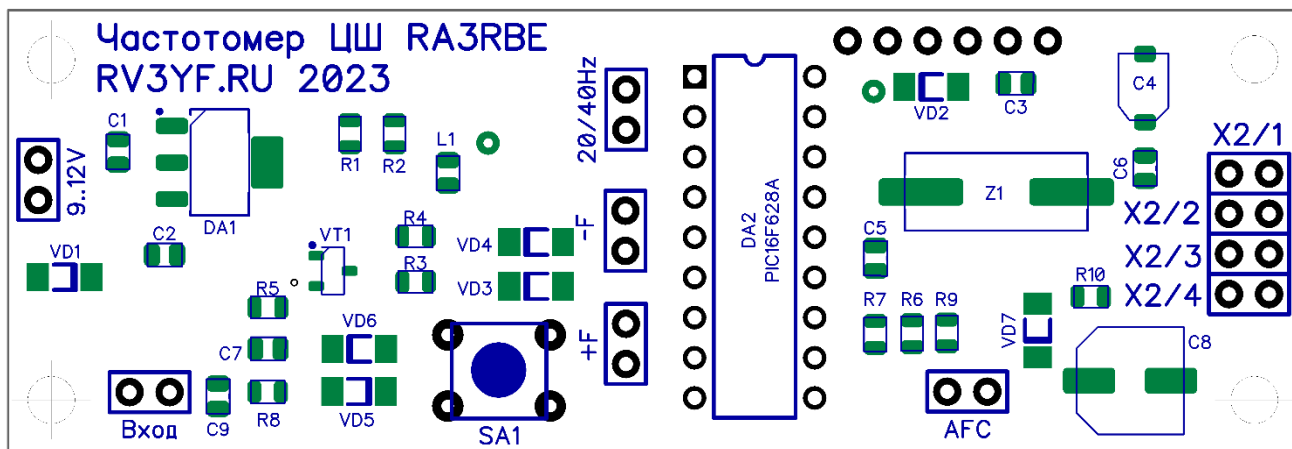 Частотомер ЦШ RA3RBE
RV3YF.RU 2023
C1
9..12V
DA1
R1
R2
L1
20/40Hz
DA2
PIC16F628A
VD2
C3
C4
C6
Z1
X2/1
X2/2
X2/3
X2/4
C2
VD1
VT1
R4
R3
VD4
VD3
-F
+F
C5
R10
R5
VD6
C7
R8
VD5
C9
Вход
SA1
R7
R6
R9
VD7
C8
AFC